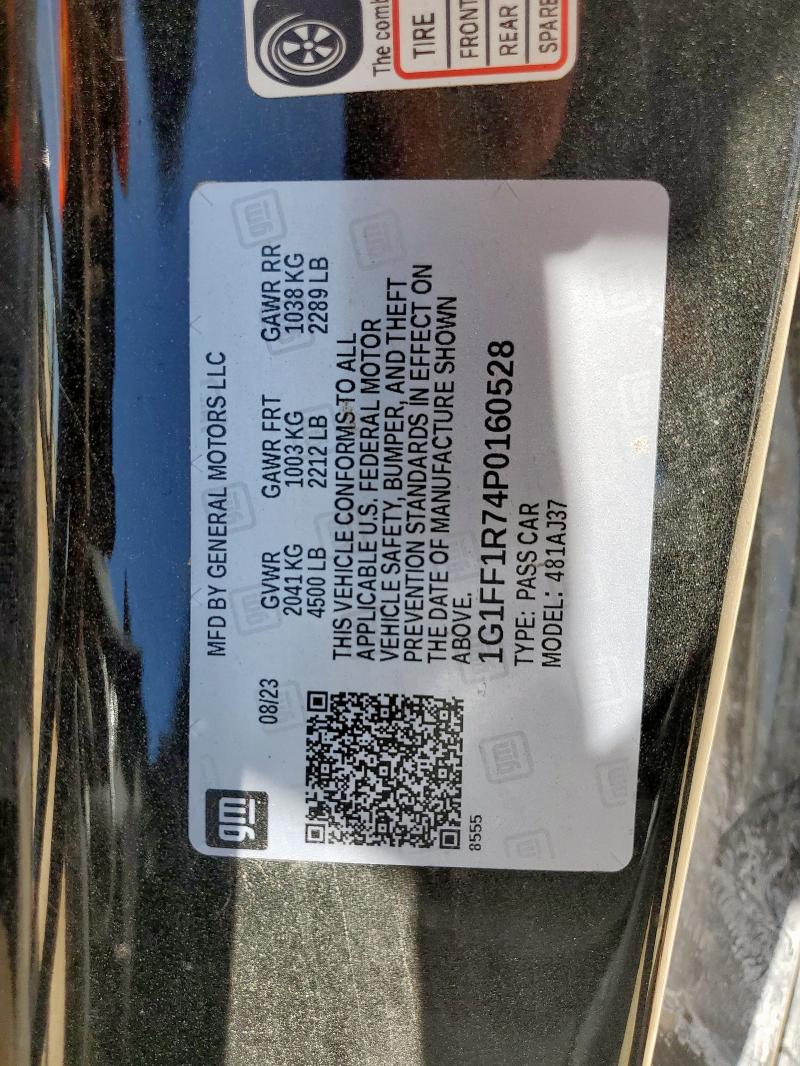 The comb
TIRE
FRONT
REAR
SPARE
gm
MFD BY GENERAL MOTORS LLC
08/23
GVWR GAWR FRT GAWR RR
2041 KG 1003 KG 1038 KG
4500 LB 2212 LB 2289 LB
THIS VEHICLE CONFORMS TO ALL
APPLICABLE U.S. FEDERAL MOTOR
VEHICLE SAFETY, BUMPER, AND THEFT
PREVENTION STANDARDS IN EFFECT ON
THE DATE OF MANUFACTURE SHOWN
ABOVE.
1G1FF1R74P0160528
TYPE: PASS CAR
MODEL: 481AJ37
8555